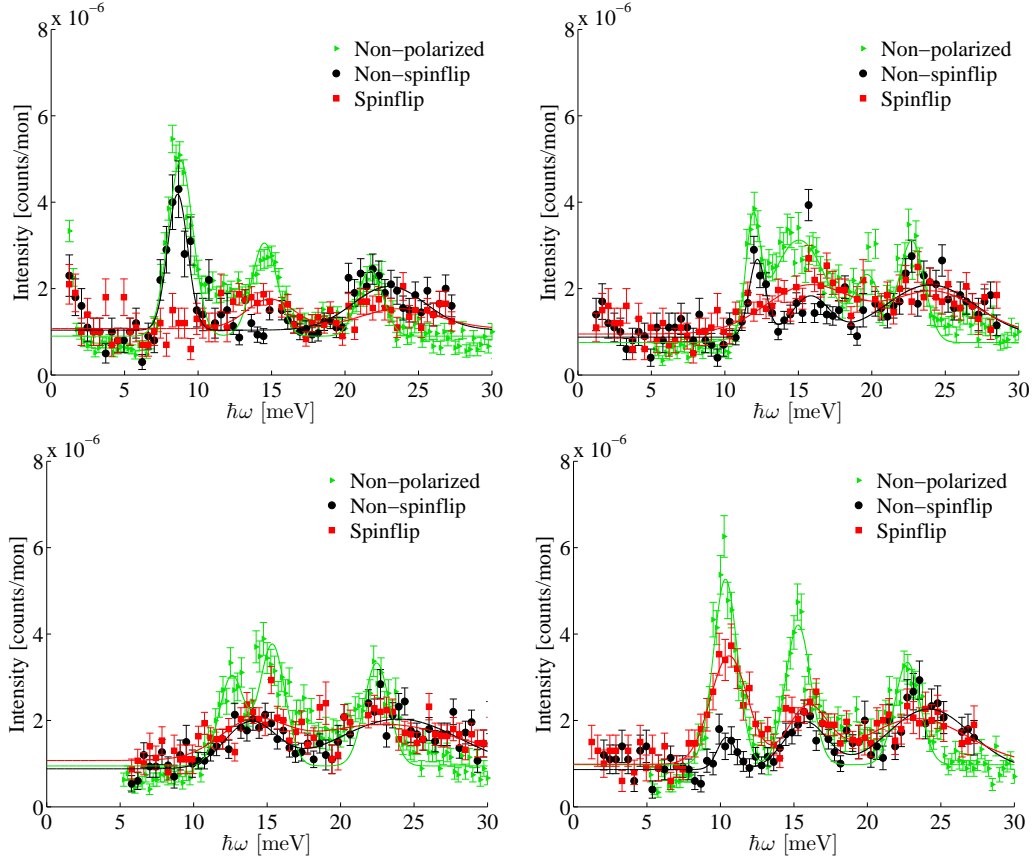 x 10⁻⁶
8
6
4
2
0
Intensity [counts/mon]
Non−polarized
Non−spinflip
Spinflip
0 5 10 15 20 25 30
ħω [meV]
x 10⁻⁶
8
6
4
2
0
Intensity [counts/mon]
Non−polarized
Non−spinflip
Spinflip
0 5 10 15 20 25 30
ħω [meV]
x 10⁻⁶
8
6
4
2
0
Intensity [counts/mon]
Non−polarized
Non−spinflip
Spinflip
0 5 10 15 20 25 30
ħω [meV]
x 10⁻⁶
8
6
4
2
0
Intensity [counts/mon]
Non−polarized
Non−spinflip
Spinflip
0 5 10 15 20 25 30
ħω [meV]